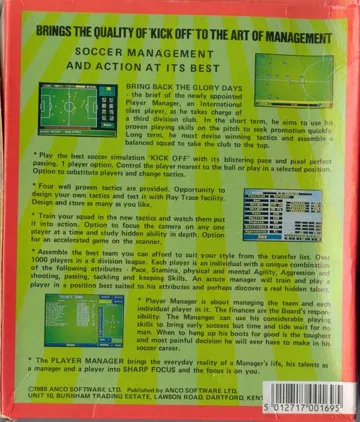 BRINGS THE QUALITY OF 'KICK OFF' TO THE ART OF MANAGEMENT
SOCCER MANAGEMENT
AND ACTION AT ITS BEST
BRING BACK THE GLORY DAYS
- the brief of the newly appointed
Player Manager, an International
class player, as he takes charge of
a third division club. In the short term, he aims to use his
proven playing skills on the pitch to seek promotion quickly.
Long term, he must devise winning tactics and assemble a
balanced squad to take the club to the top.
* Play the best soccer simulation 'KICK OFF' with its blistering pace and pixel perfect
passing. 1 player option. Control the player nearest to the ball or play in a selected position.
Option to substitute players and change tactics.
* Four well proven tactics are provided. Opportunity to
design your own tactics and test it with Ray Trace facility.
Design and store as many as you like.
* Train your squad in the new tactics and watch them put
it into action. Option to focus the camera on any one
player at a time and study hidden ability in depth. Option
for an accelerated game on the scanner.
* Assemble the best team you can afford to suit your style from the transfer list. Over
1000 players in a 4 division league. Each player is an individual with a unique combination
of the following attributes - Pace, Stamina, physical and mental Agility, Aggression and
shooting, passing, tackling and keeping Skills. An astute manager will train and play a
player in a position best suited to his attributes and perhaps discover a real hidden talent.
* Player Manager is about managing the team and each
individual player in it. The finances are the Board's respon-
sibility. The Mananger can use his considerable playing
skills to bring early success but time and tide wait for no
man. When to hang up his boots for good is the toughest
and most painful decision he will ever have to make in his
soccer career.
* The PLAYER MANAGER brings the everyday reality of a Manager's life, his talents as
a manager and a player into SHARP FOCUS and the focus is on you.
©1989 ANCO SOFTWARE LTD. Published by ANCO SOFTWARE LTD.
UNIT 10, BURNHAM TRADING ESTATE, LAWSON ROAD, DARTFORD, KENT
5 012717 001695